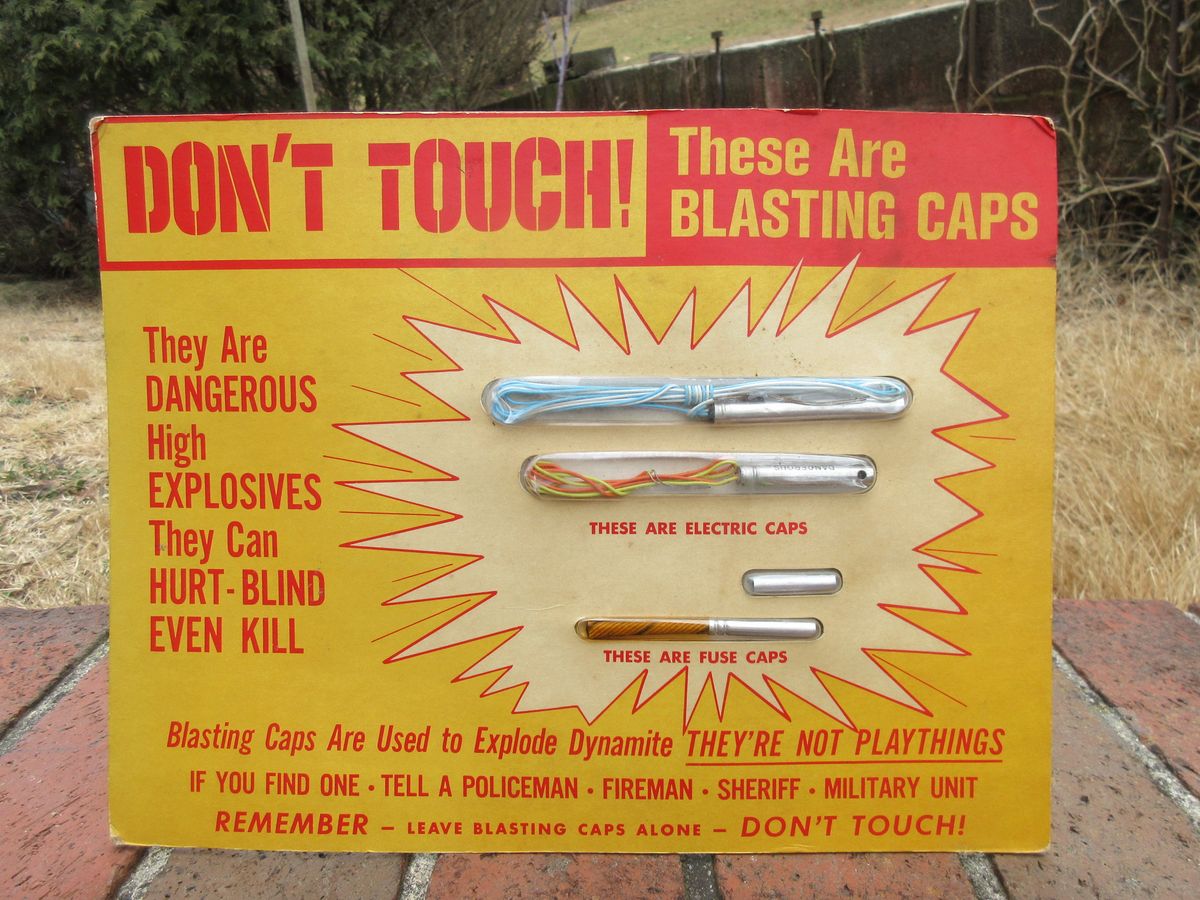 DON'T TOUCH!
These Are
BLASTING CAPS
They Are
DANGEROUS
High
EXPLOSIVES
They Can
HURT-BLIND
EVEN KILL
DANGEROUS
THESE ARE ELECTRIC CAPS
THESE ARE FUSE CAPS
Blasting Caps Are Used to Explode Dynamite THEY'RE NOT PLAYTHINGS
IF YOU FIND ONE • TELL A POLICEMAN • FIREMAN • SHERIFF • MILITARY UNIT
REMEMBER — LEAVE BLASTING CAPS ALONE — DON'T TOUCH!